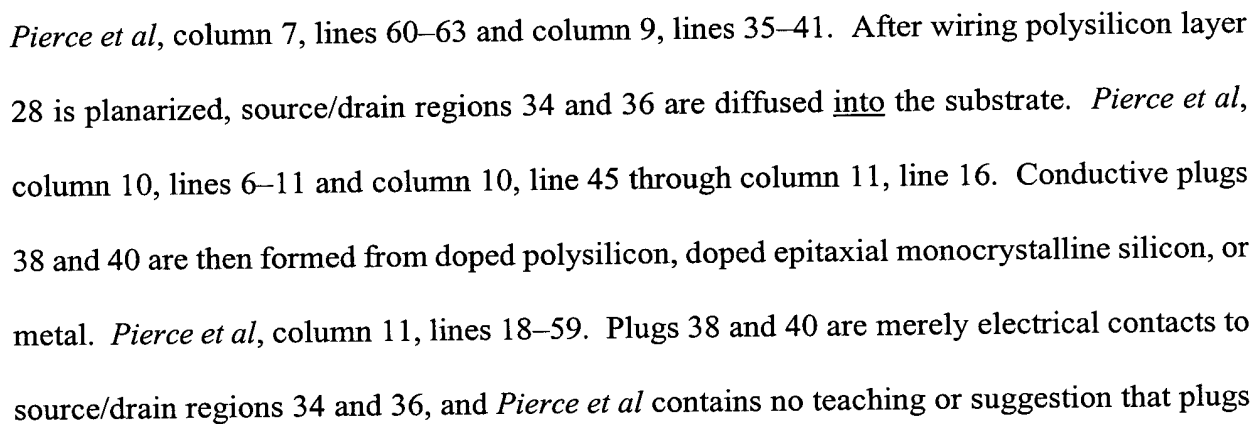 Pierce et al, column 7, lines 60–63 and column 9, lines 35–41. After wiring polysilicon layer
28 is planarized, source/drain regions 34 and 36 are diffused into the substrate. Pierce et al,
column 10, lines 6–11 and column 10, line 45 through column 11, line 16. Conductive plugs
38 and 40 are then formed from doped polysilicon, doped epitaxial monocrystalline silicon, or
metal. Pierce et al, column 11, lines 18–59. Plugs 38 and 40 are merely electrical contacts to
source/drain regions 34 and 36, and Pierce et al contains no teaching or suggestion that plugs